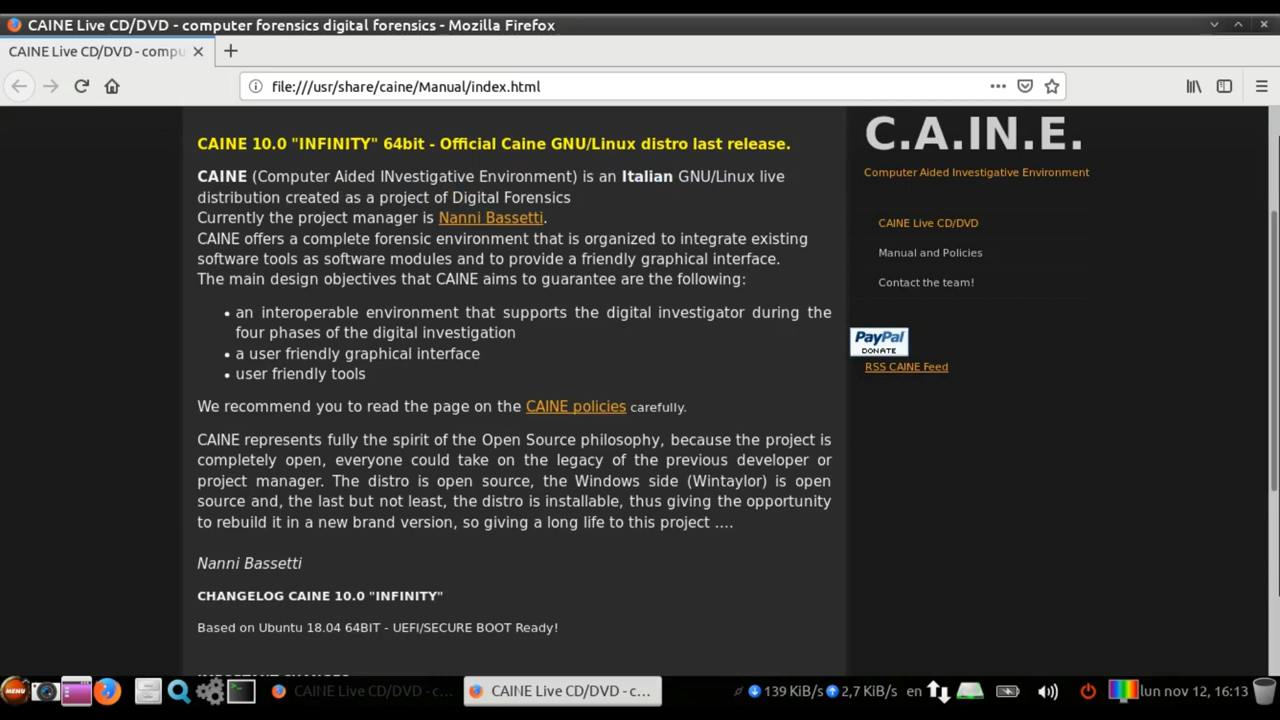 CAINE Live CD/DVD - computer forensics digital forensics - Mozilla Firefox
CAINE Live CD/DVD - compu
file:///usr/share/caine/Manual/index.html
CAINE 10.0 "INFINITY" 64bit - Official Caine GNU/Linux distro last release.
CAINE (Computer Aided INvestigative Environment) is an Italian GNU/Linux live
distribution created as a project of Digital Forensics
Currently the project manager is Nanni Bassetti.
CAINE offers a complete forensic environment that is organized to integrate existing
software tools as software modules and to provide a friendly graphical interface.
The main design objectives that CAINE aims to guarantee are the following:
• an interoperable environment that supports the digital investigator during the
four phases of the digital investigation
• a user friendly graphical interface
• user friendly tools
We recommend you to read the page on the CAINE policies carefully.
CAINE represents fully the spirit of the Open Source philosophy, because the project is
completely open, everyone could take on the legacy of the previous developer or
project manager. The distro is open source, the Windows side (Wintaylor) is open
source and, the last but not least, the distro is installable, thus giving the opportunity
to rebuild it in a new brand version, so giving a long life to this project ....
Nanni Bassetti
CHANGELOG CAINE 10.0 "INFINITY"
Based on Ubuntu 18.04 64BIT - UEFI/SECURE BOOT Ready!
IMPORTANT CHANGES
C.A.IN.E.
Computer Aided Investigative Environment
CAINE Live CD/DVD
Manual and Policies
Contact the team!
PayPal
DONATE
RSS CAINE Feed
MENU
CAINE Live CD/DVD - c...
CAINE Live CD/DVD - c...
139 KiB/s
2,7 KiB/s
en
lun nov 12, 16:13